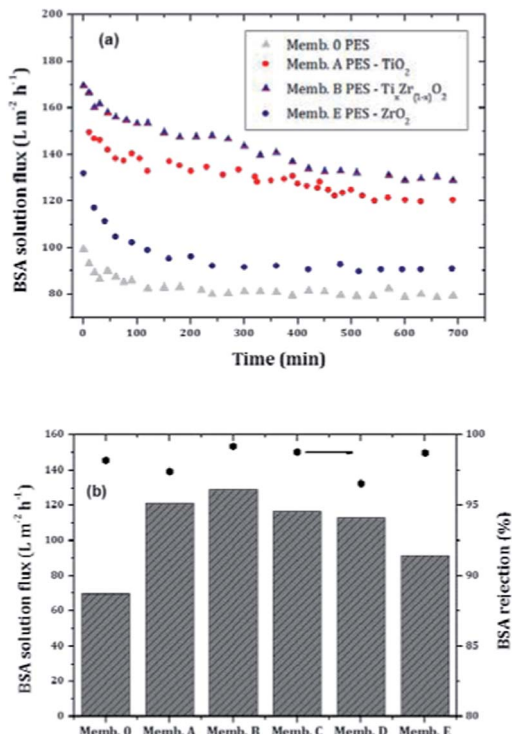 (a)
Memb. 0 PES
Memb. A PES - TiO₂
Memb. B PES - TiₓZr₍₁₋ₓ₎O₂
Memb. E PES - ZrO₂
200
180
160
140
120
100
80
BSA solution flux (L m⁻² h⁻¹)
0 100 200 300 400 500 600 700
Time (min)
(b)
160
140
120
100
80
60
40
20
0
BSA solution flux (L m⁻² h⁻¹)
100
95
90
85
80
BSA rejection (%)
Memb. 0 Memb. A Memb. B Memb. C Memb. D Memb. E